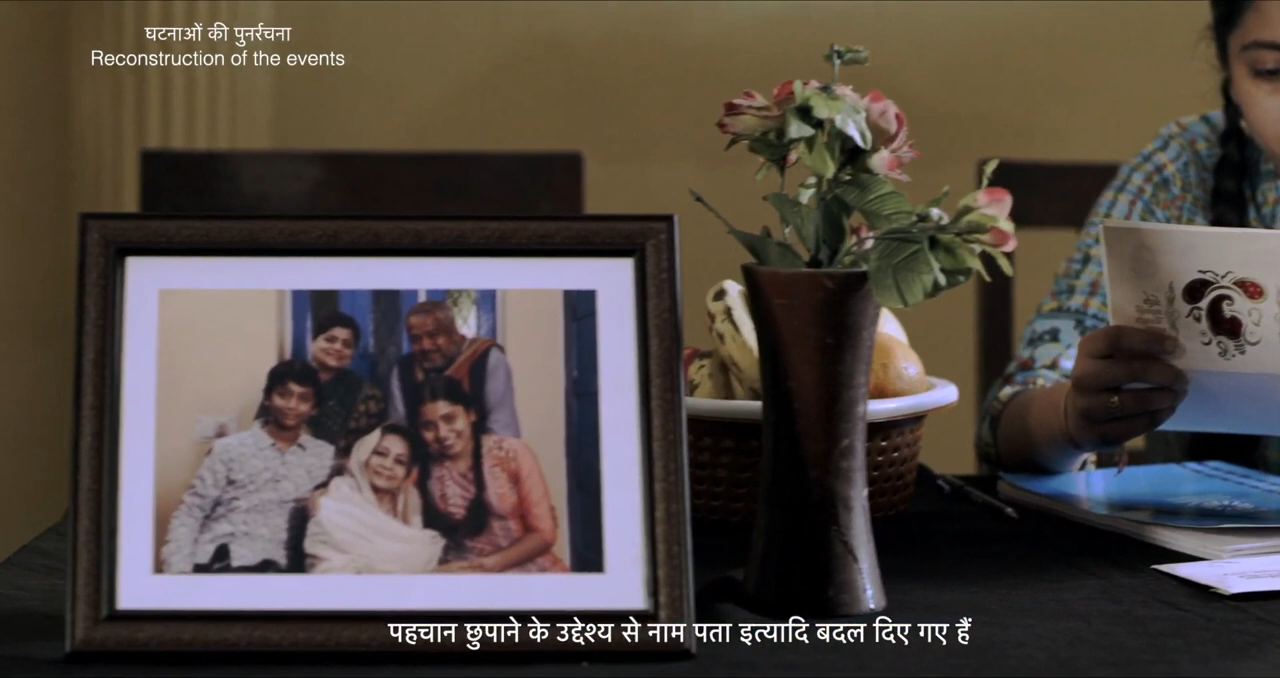 घटनाओं की पुनर्रचना
Reconstruction of the events
पहचान छुपाने के उद्देश्य से नाम पता इत्यादि बदल दिए गए हैं